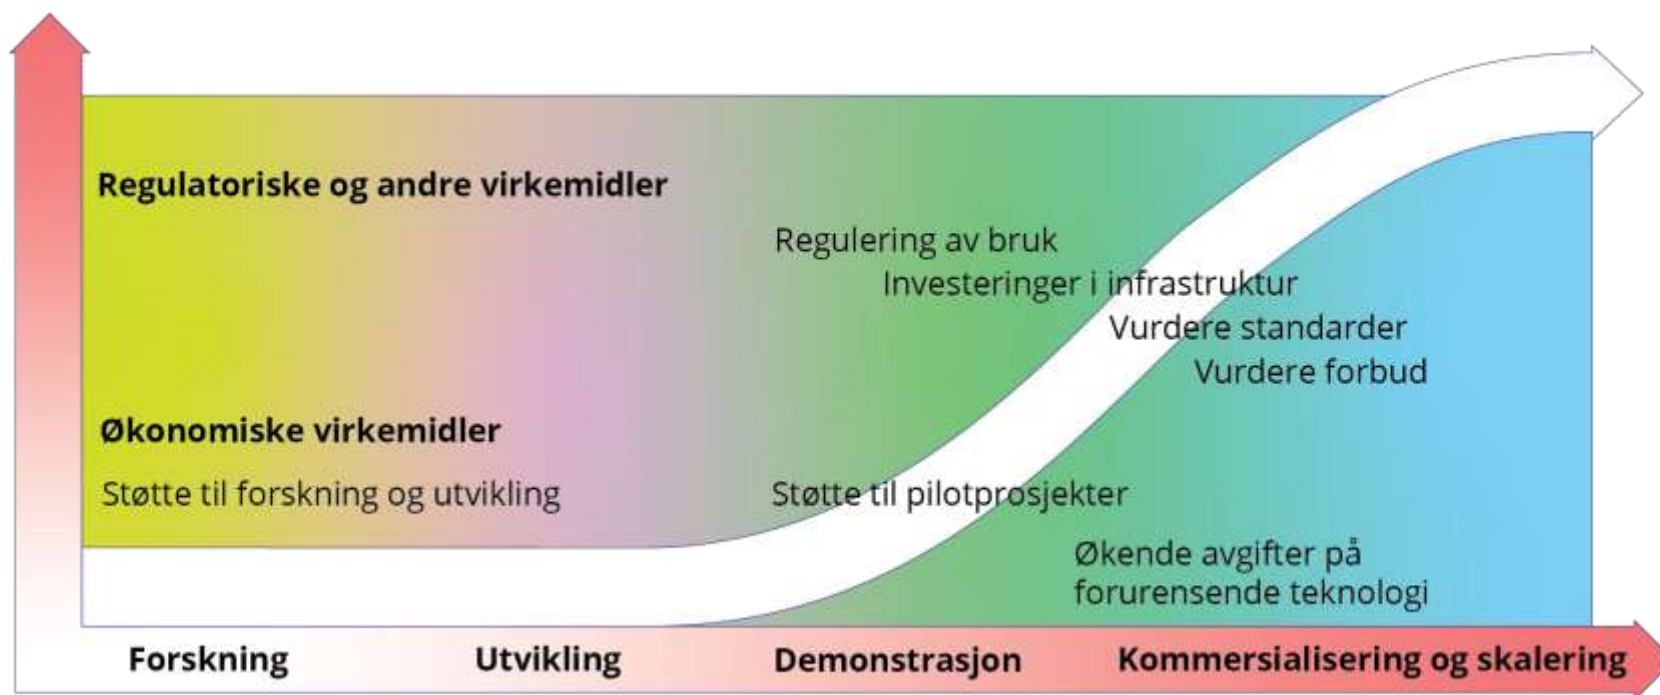 Regulatoriske og andre virkemidler
Regulering av bruk
Investeringer i infrastruktur
Vurdere standarder
Vurdere forbud
Økonomiske virkemidler
Støtte til forskning og utvikling
Støtte til pilotprosjekter
Økende avgifter på
forurensende teknologi
Forskning
Utvikling
Demonstrasjon
Kommersialisering og skalering